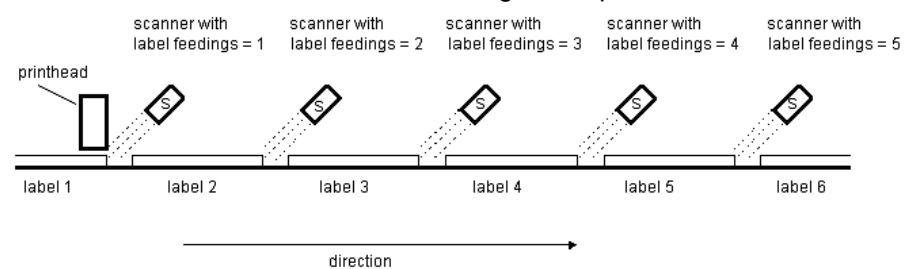 scanner with
label feedings = 1
scanner with
label feedings = 2
scanner with
label feedings = 3
scanner with
label feedings = 4
scanner with
label feedings = 5
printhead
S
S
S
S
S
label 1
label 2
label 3
label 4
label 5
label 6
direction